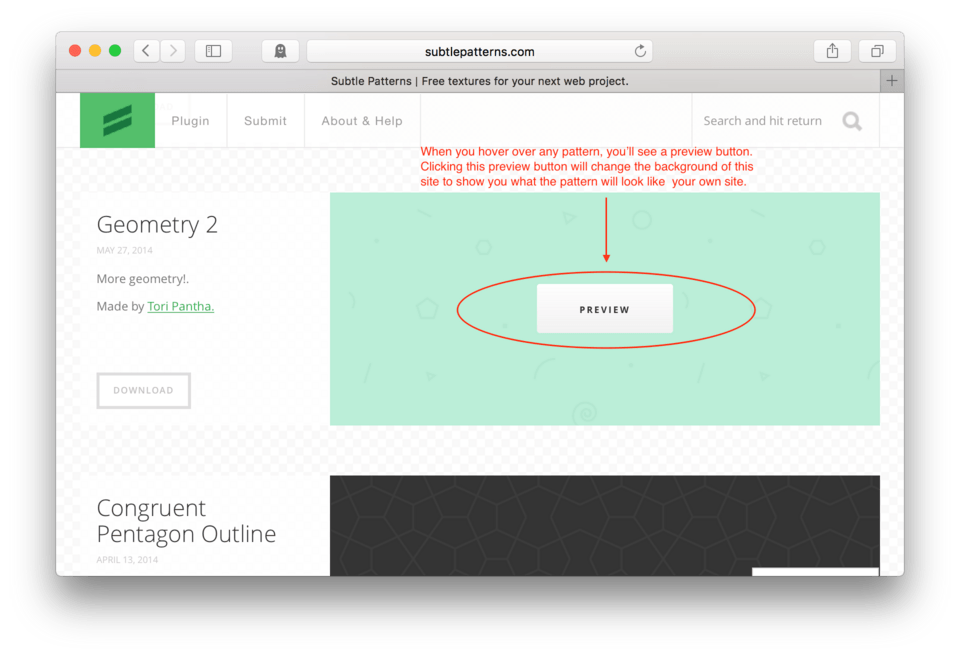 subtlepatterns.com
Subtle Patterns | Free textures for your next web project.
Plugin
Submit
About & Help
Search and hit return
When you hover over any pattern, you'll see a preview button.
Clicking this preview button will change the background of this
site to show you what the pattern will look like  your own site.
Geometry 2
MAY 27, 2014
More geometry!.
Made by Tori Pantha.
PREVIEW
DOWNLOAD
Congruent
Pentagon Outline
APRIL 13, 2014